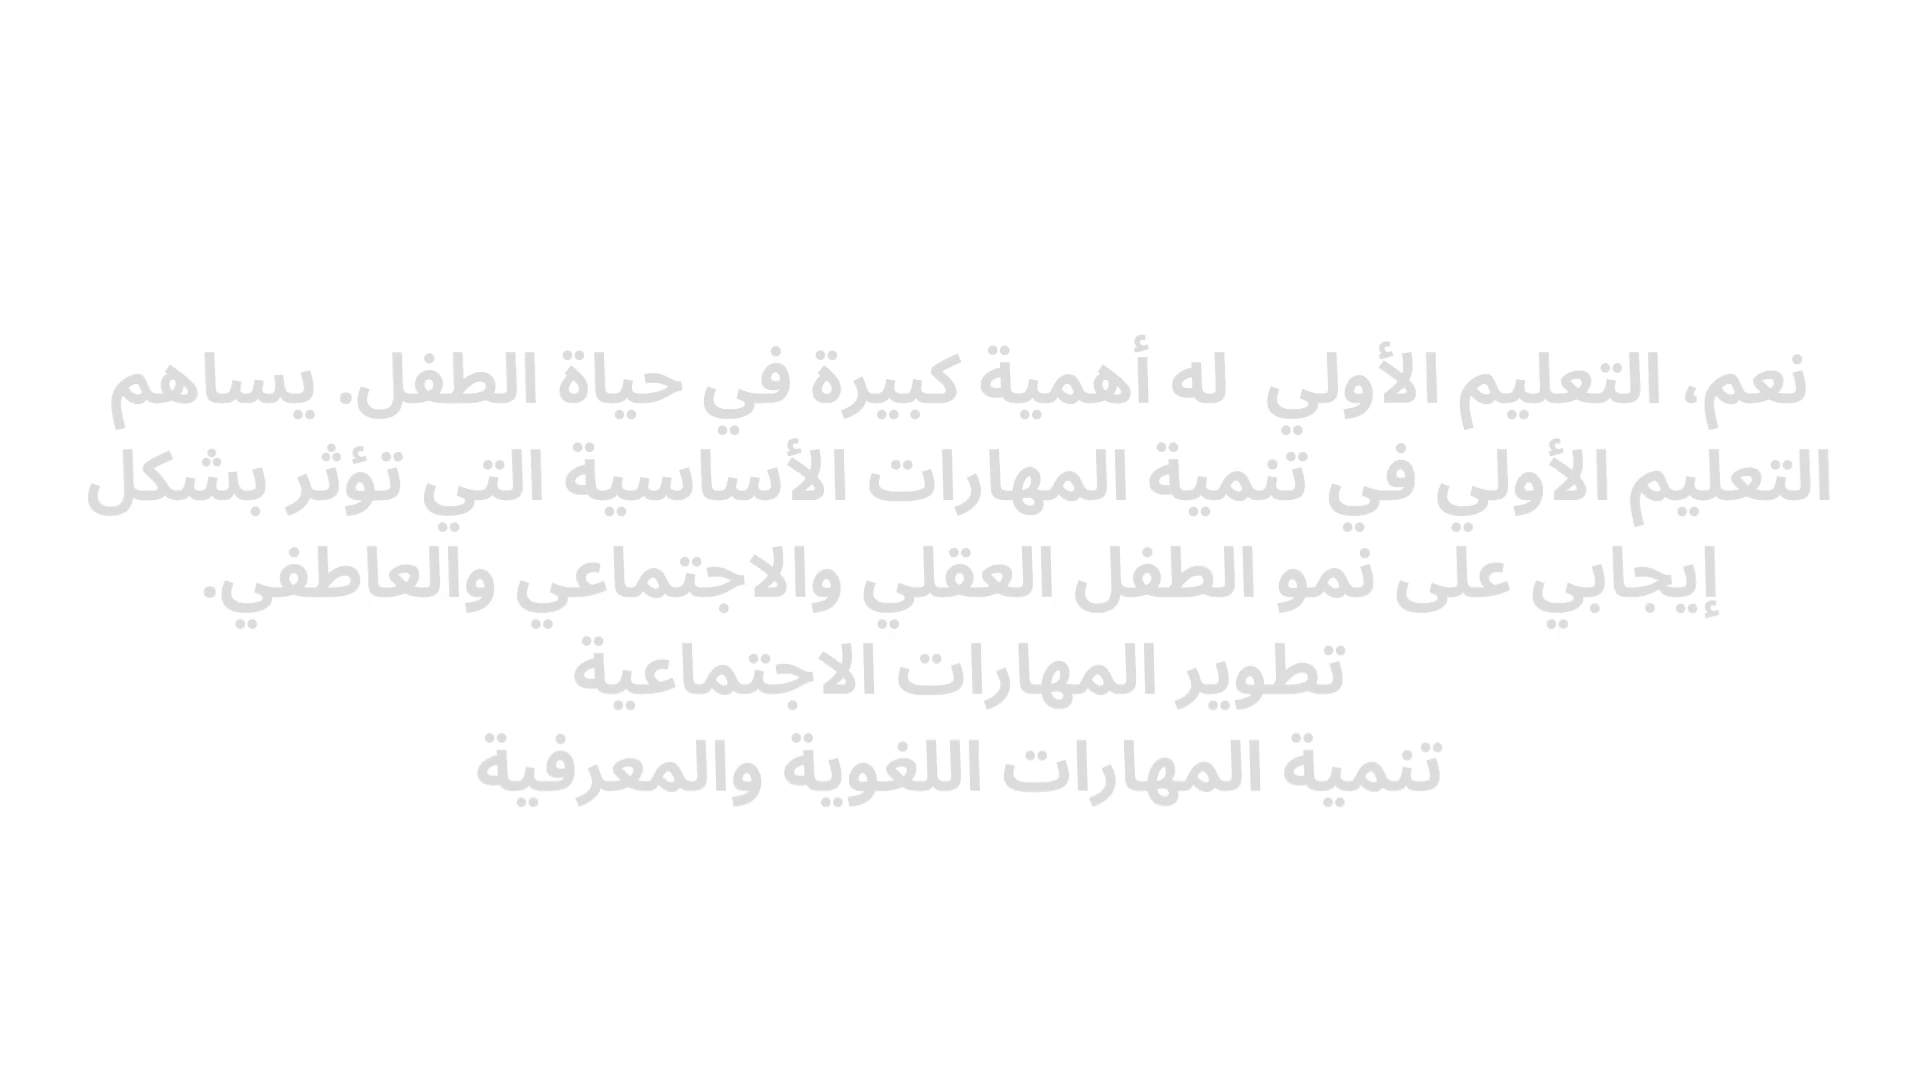 نعم، التعليم الأولي  له أهمية كبيرة في حياة الطفل. يساهم
التعليم الأولي في تنمية المهارات الأساسية التي تؤثر بشكل
إيجابي على نمو الطفل العقلي والاجتماعي والعاطفي.
تطوير المهارات الاجتماعية
تنمية المهارات اللغوية والمعرفية